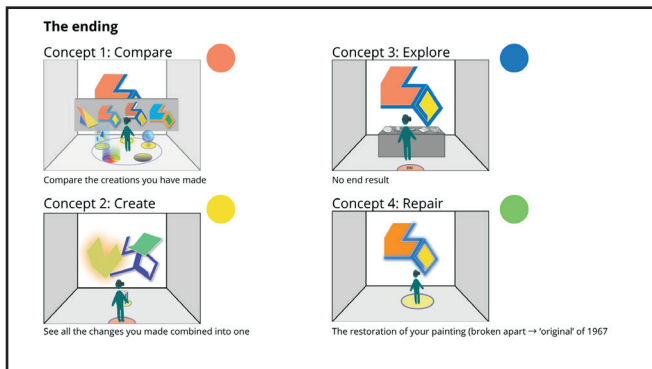 The ending
Concept 1: Compare
Compare the creations you have made
Concept 2: Create
See all the changes you made combined into one
Concept 3: Explore
No end result
Concept 4: Repair
The restoration of your painting (broken apart → ‘original’ of 1967